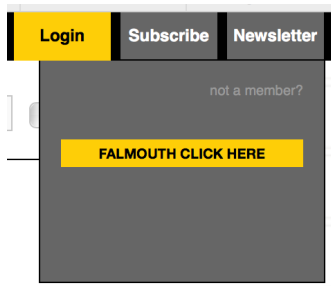 Login Subscribe Newsletter
not a member?
FALMOUTH CLICK HERE